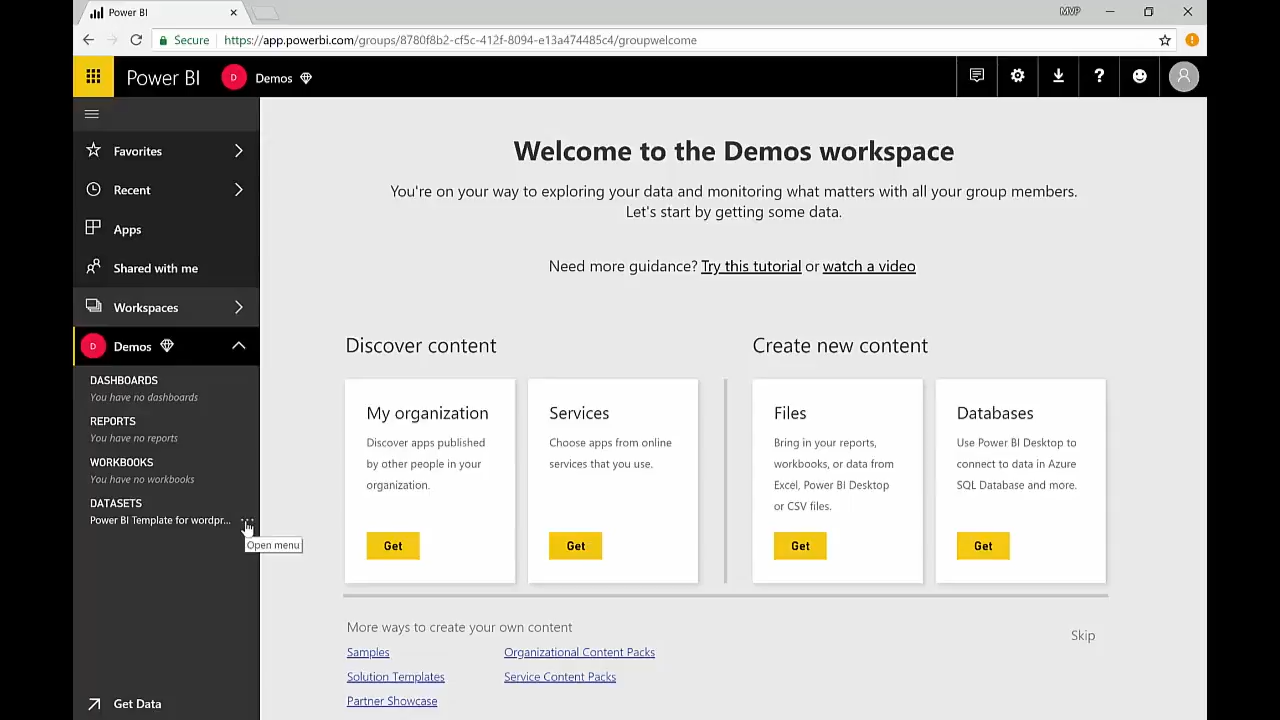 Power BI
MVP
Secure
https://app.powerbi.com/groups/8780f8b2-cf5c-412f-8094-e13a474485c4/groupwelcome
Power BI
D
Demos
Favorites
Recent
Apps
Shared with me
Workspaces
D
Demos
DASHBOARDS
You have no dashboards
REPORTS
You have no reports
WORKBOOKS
You have no workbooks
DATASETS
Power BI Template for wordpr...
Open menu
Get Data
Welcome to the Demos workspace
You're on your way to exploring your data and monitoring what matters with all your group members.
Let's start by getting some data.
Need more guidance? Try this tutorial or watch a video
Discover content
My organization
Discover apps published
by other people in your
organization.
Get
Services
Choose apps from online
services that you use.
Get
Create new content
Files
Bring in your reports,
workbooks, or data from
Excel, Power BI Desktop
or CSV files.
Get
Databases
Use Power BI Desktop to
connect to data in Azure
SQL Database and more.
Get
More ways to create your own content
Samples
Organizational Content Packs
Solution Templates
Service Content Packs
Partner Showcase
Skip